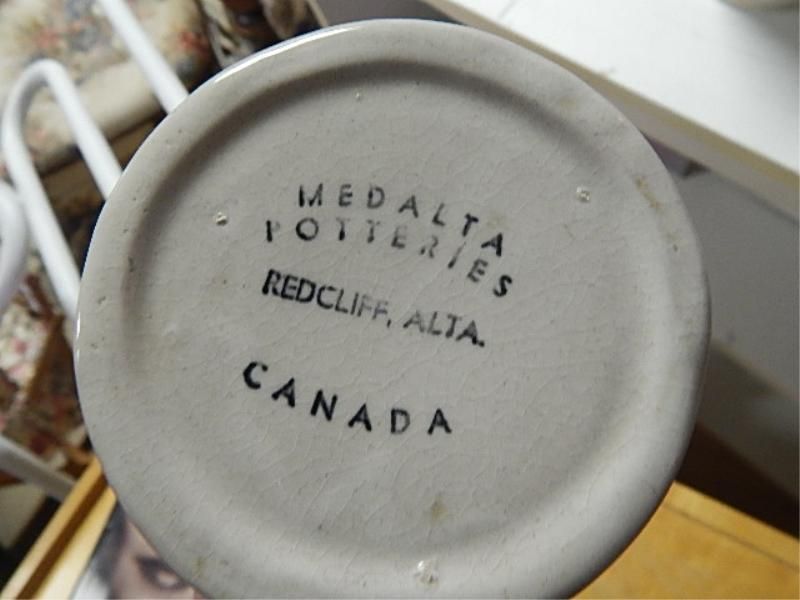 MEDALTA
POTTERIES
REDCLIFF, ALTA.
CANADA